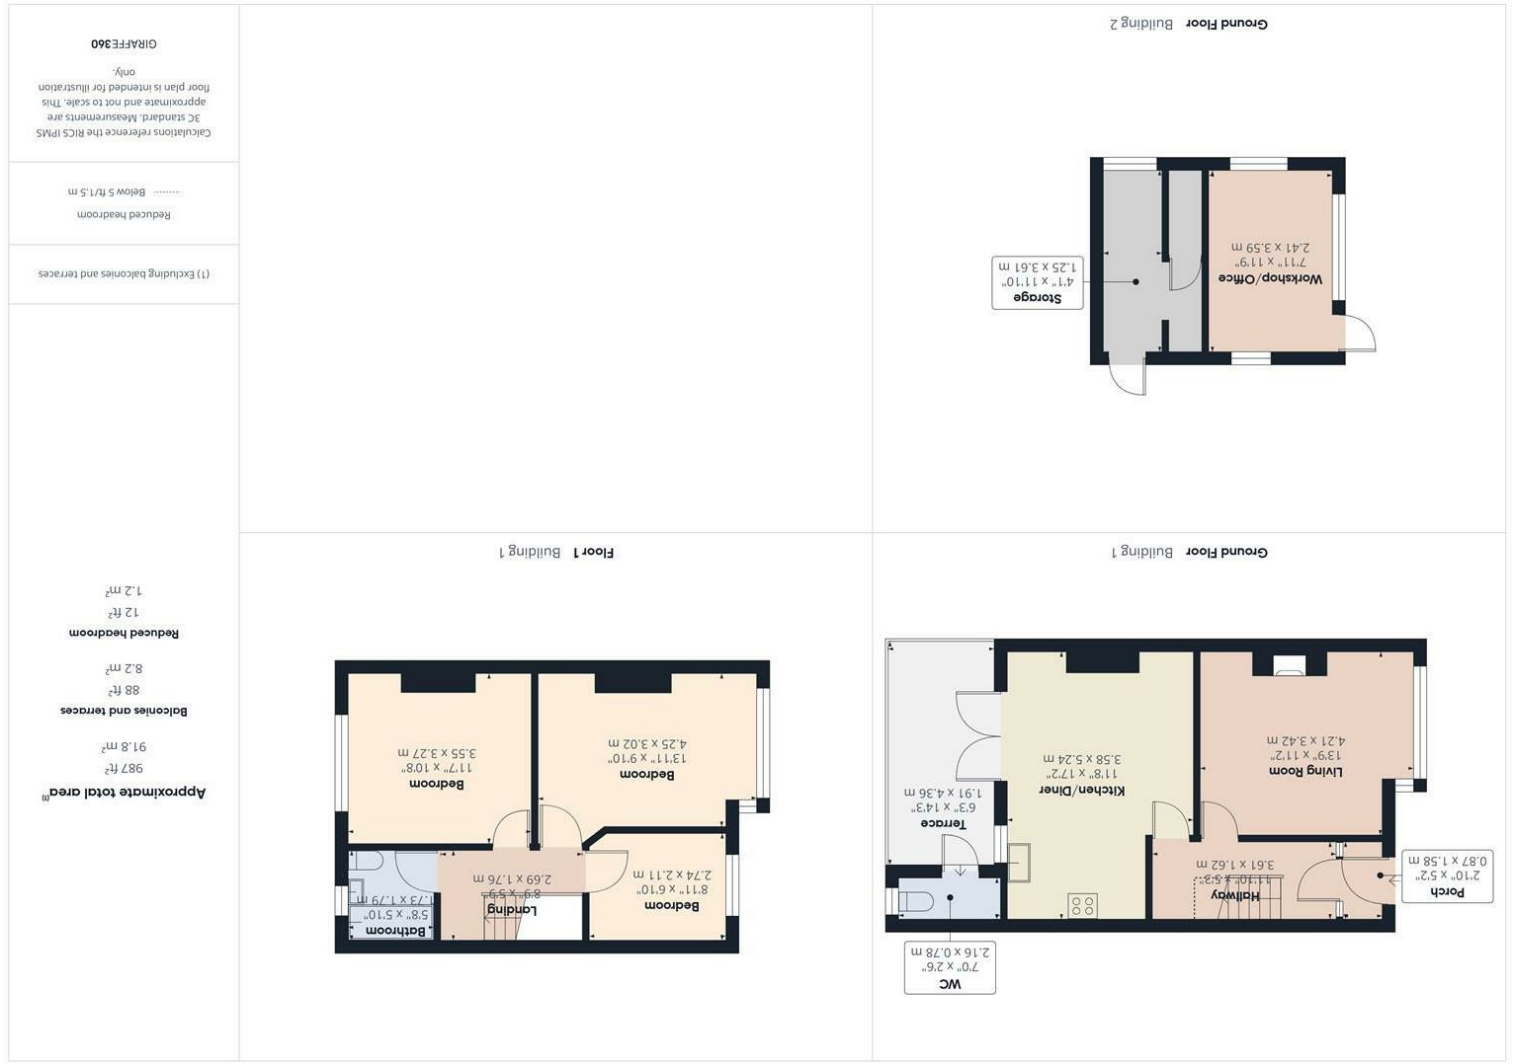 Porch
2'10" x 5'2"
0.87 x 1.58 m
Hallway
11'10" x 5'3"
3.61 x 1.62 m
Living Room
13'9" x 11'2"
4.21 x 3.42 m
WC
7'0" x 2'6"
2.16 x 0.78 m
Kitchen/Diner
11'8" x 17'2"
3.58 x 5.24 m
Terrace
6'3" x 14'3"
1.91 x 4.36 m
Ground Floor Building 1
Bedroom
8'11" x 6'10"
2.74 x 2.11 m
Landing
8'9" x 5'9"
2.69 x 1.76 m
Bathroom
5'8" x 5'10"
1.73 x 1.79 m
Bedroom
13'11" x 9'10"
4.25 x 3.02 m
Bedroom
11'7" x 10'8"
3.55 x 3.27 m
Floor 1 Building 1
Storage
4'1" x 11'10"
1.25 x 3.61 m
Workshop/Office
7'11" x 11'9"
2.41 x 3.59 m
Ground Floor Building 2
Approximate total area(1)
987 ft²
91.8 m²
Balconies and terraces
88 ft²
8.2 m²
Reduced headroom
12 ft²
1.2 m²
(1) Excluding balconies and terraces
Reduced headroom
........ Below 5 ft/1.5 m
Calculations reference the RICS IPMS
3C standard. Measurements are
approximate and not to scale. This
floor plan is intended for illustration
only.
GIRAFFE360